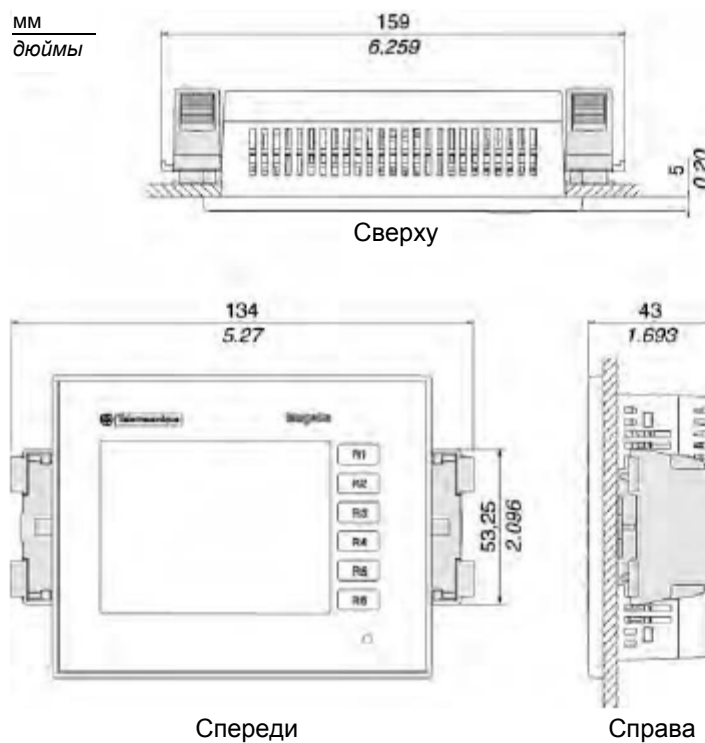 мм
дюймы
159
6.259
5
0.20
Сверху
134
5.27
43
1.693
Telemecanique
Magelis
R1
R2
R3
R4
R5
R6
53,25
2.096
Спереди
Справа